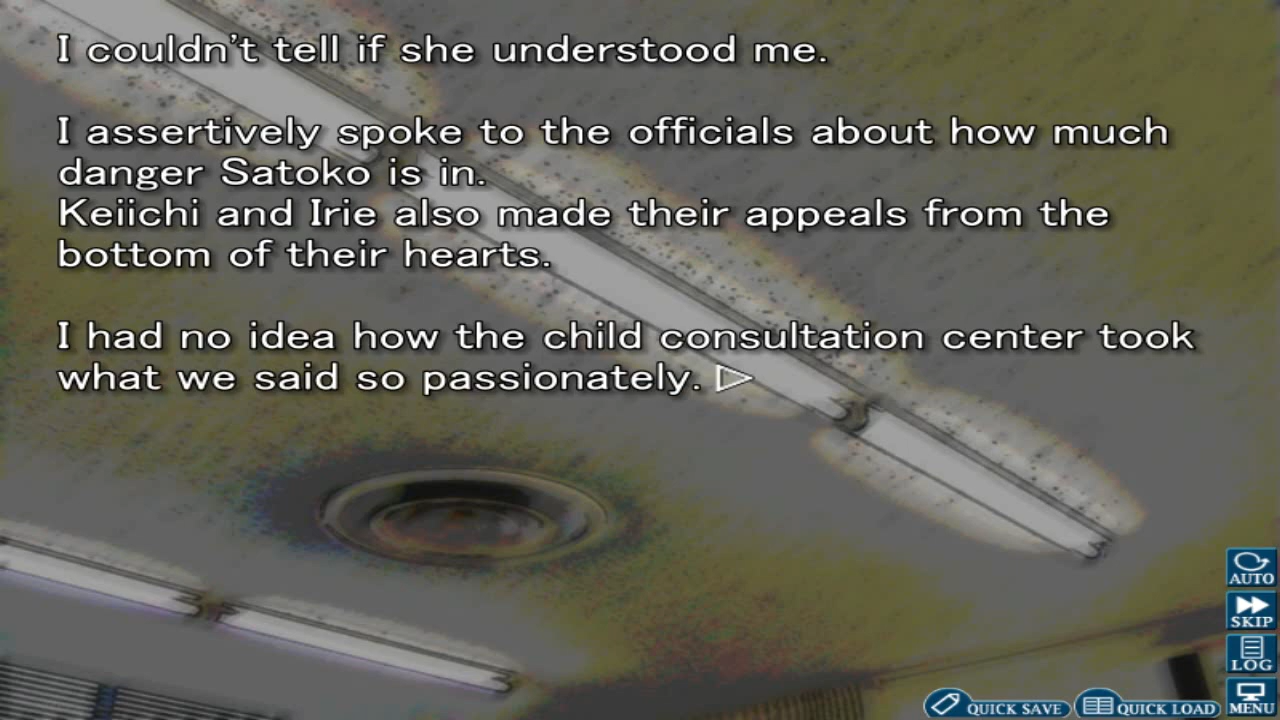 I couldn't tell if she understood me.
I assertively spoke to the officials about how much
danger Satoko is in.
Keiichi and Irie also made their appeals from the
bottom of their hearts.
I had no idea how the child consultation center took
what we said so passionately.
AUTO
SKIP
LOG
MENU
QUICK SAVE
QUICK LOAD